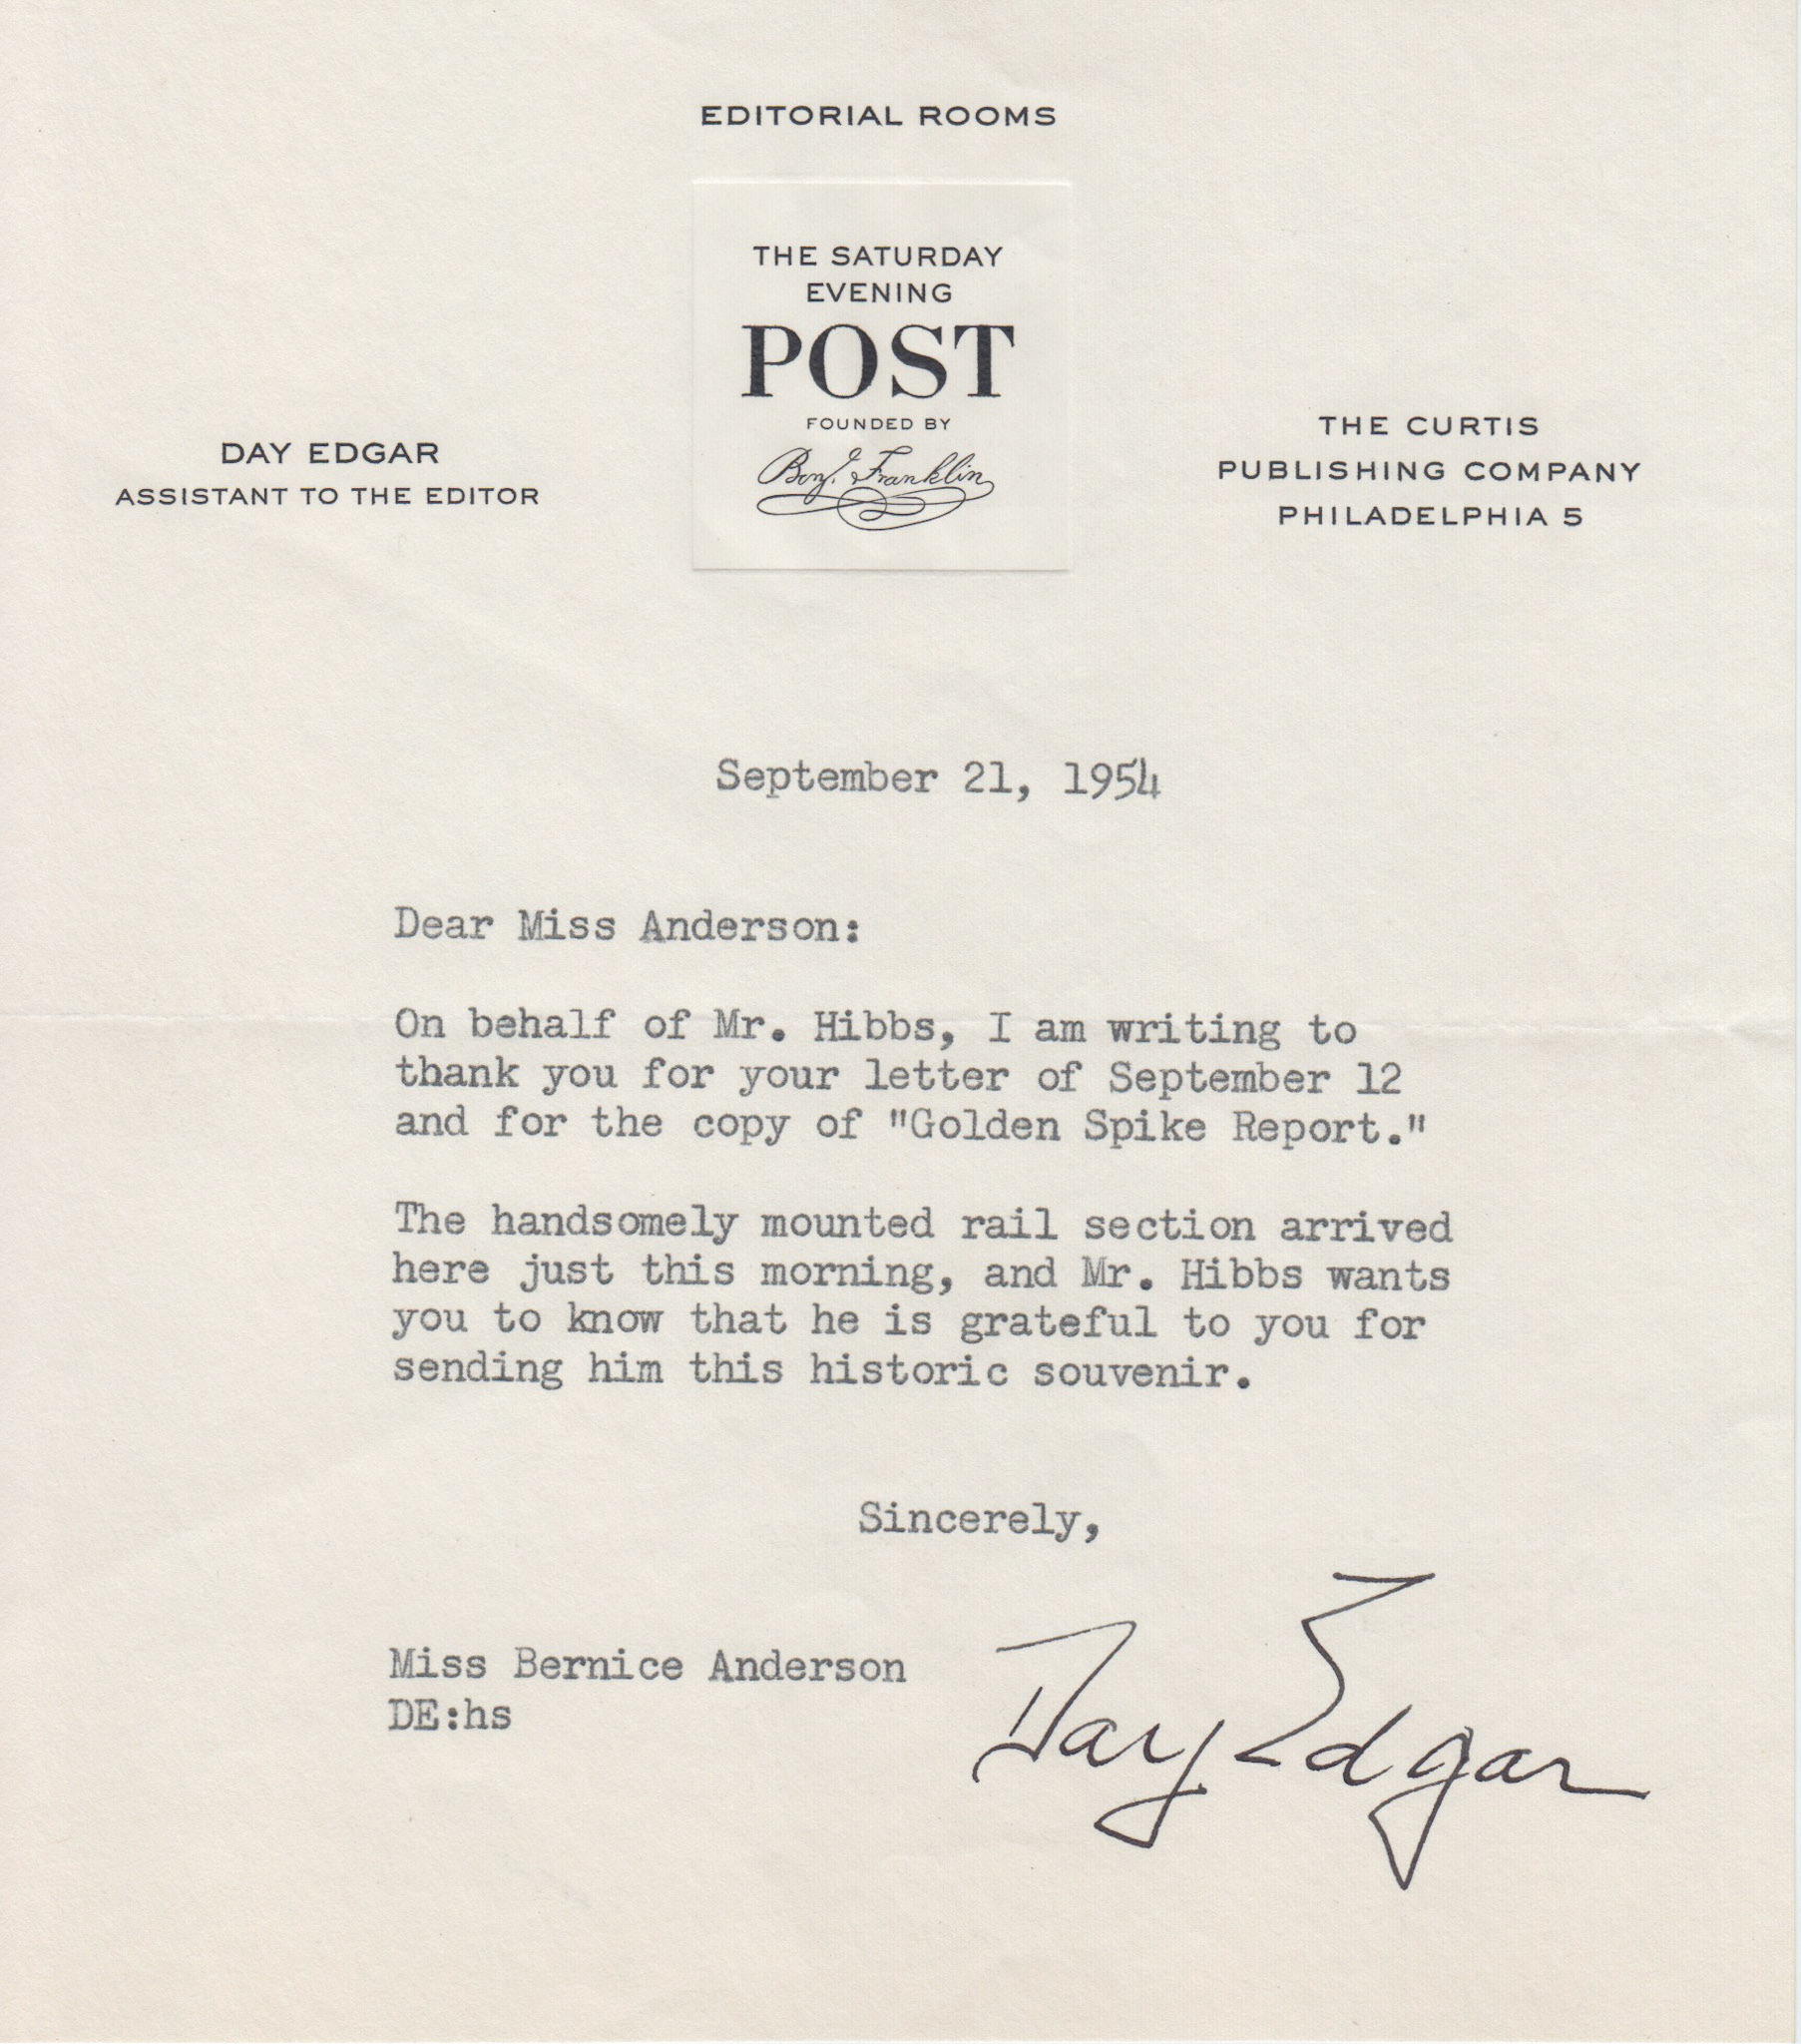 EDITORIAL ROOMS
THE SATURDAY
EVENING
POST
FOUNDED BY
Benj. Franklin
DAY EDGAR
ASSISTANT TO THE EDITOR
THE CURTIS
PUBLISHING COMPANY
PHILADELPHIA 5
September 21, 1954
Dear Miss Anderson:
On behalf of Mr. Hibbs, I am writing to
thank you for your letter of September 12
and for the copy of "Golden Spike Report."
The handsomely mounted rail section arrived
here just this morning, and Mr. Hibbs wants
you to know that he is grateful to you for
sending him this historic souvenir.
Sincerely,
Day Edgar
Miss Bernice Anderson
DE:hs